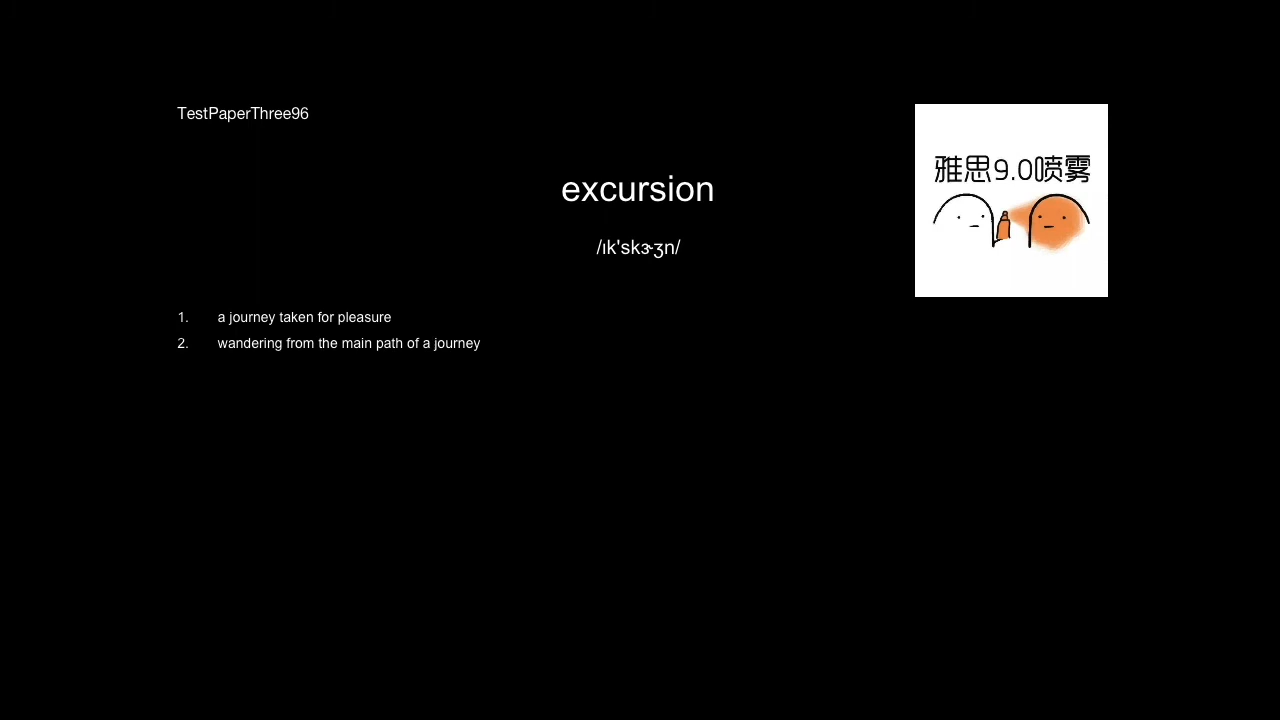 TestPaperThree96
雅思9.0喷雾
excursion
/ɪk'skɝʒn/
1. a journey taken for pleasure
2. wandering from the main path of a journey